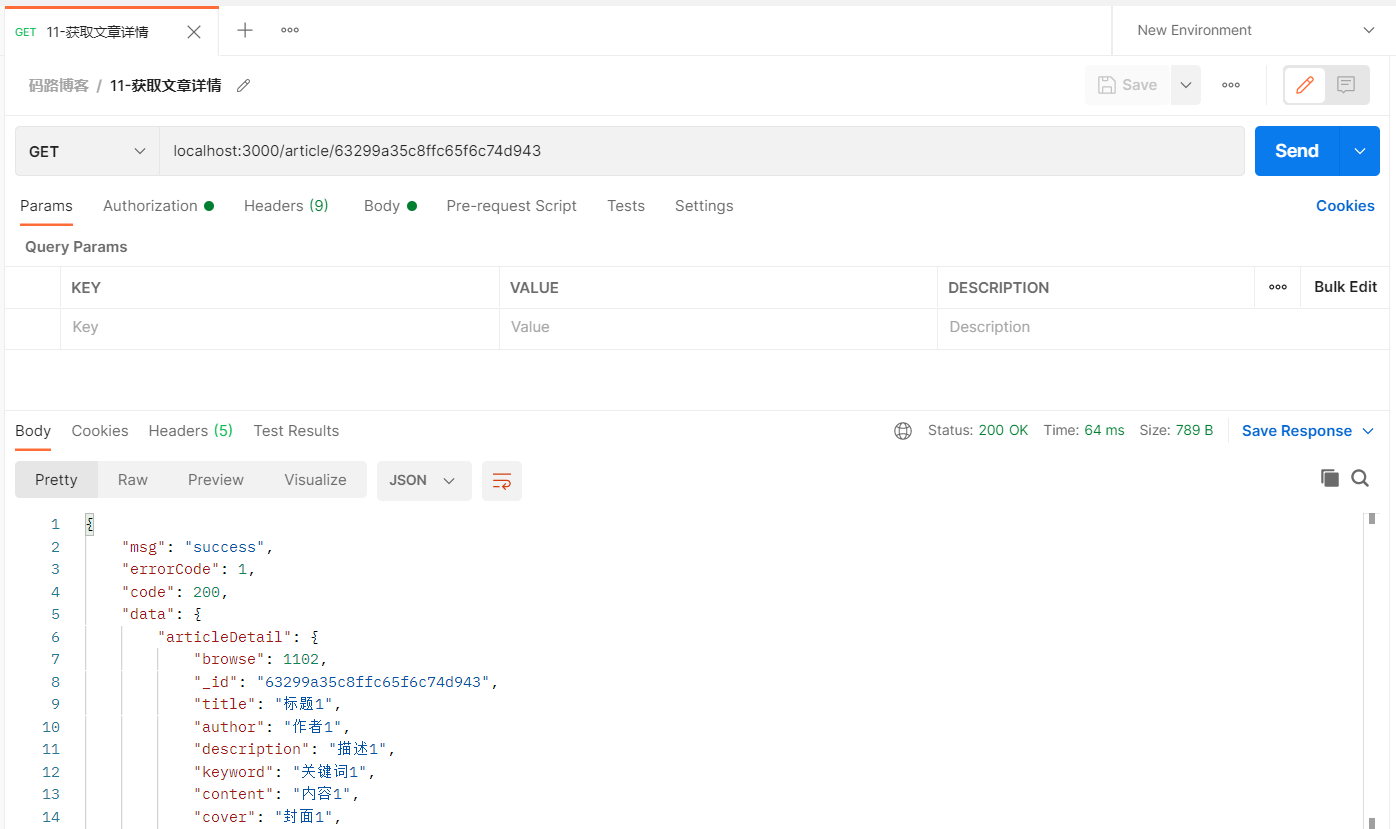 GET 11-获取文章详情
New Environment
码路博客 / 11-获取文章详情
Save
GET localhost:3000/article/63299a35c8ffc65f6c74d943 Send
Params Authorization Headers (9) Body Pre-request Script Tests Settings Cookies
Query Params
KEY VALUE DESCRIPTION Bulk Edit
Key Value Description
Body Cookies Headers (5) Test Results Status: 200 OK Time: 64 ms Size: 789 B Save Response
Pretty Raw Preview Visualize JSON
1 {
2 "msg": "success",
3 "errorCode": 1,
4 "code": 200,
5 "data": {
6 "articleDetail": {
7 "browse": 1102,
8 "_id": "63299a35c8ffc65f6c74d943",
9 "title": "标题1",
10 "author": "作者1",
11 "description": "描述1",
12 "keyword": "关键词1",
13 "content": "内容1",
14 "cover": "封面1",